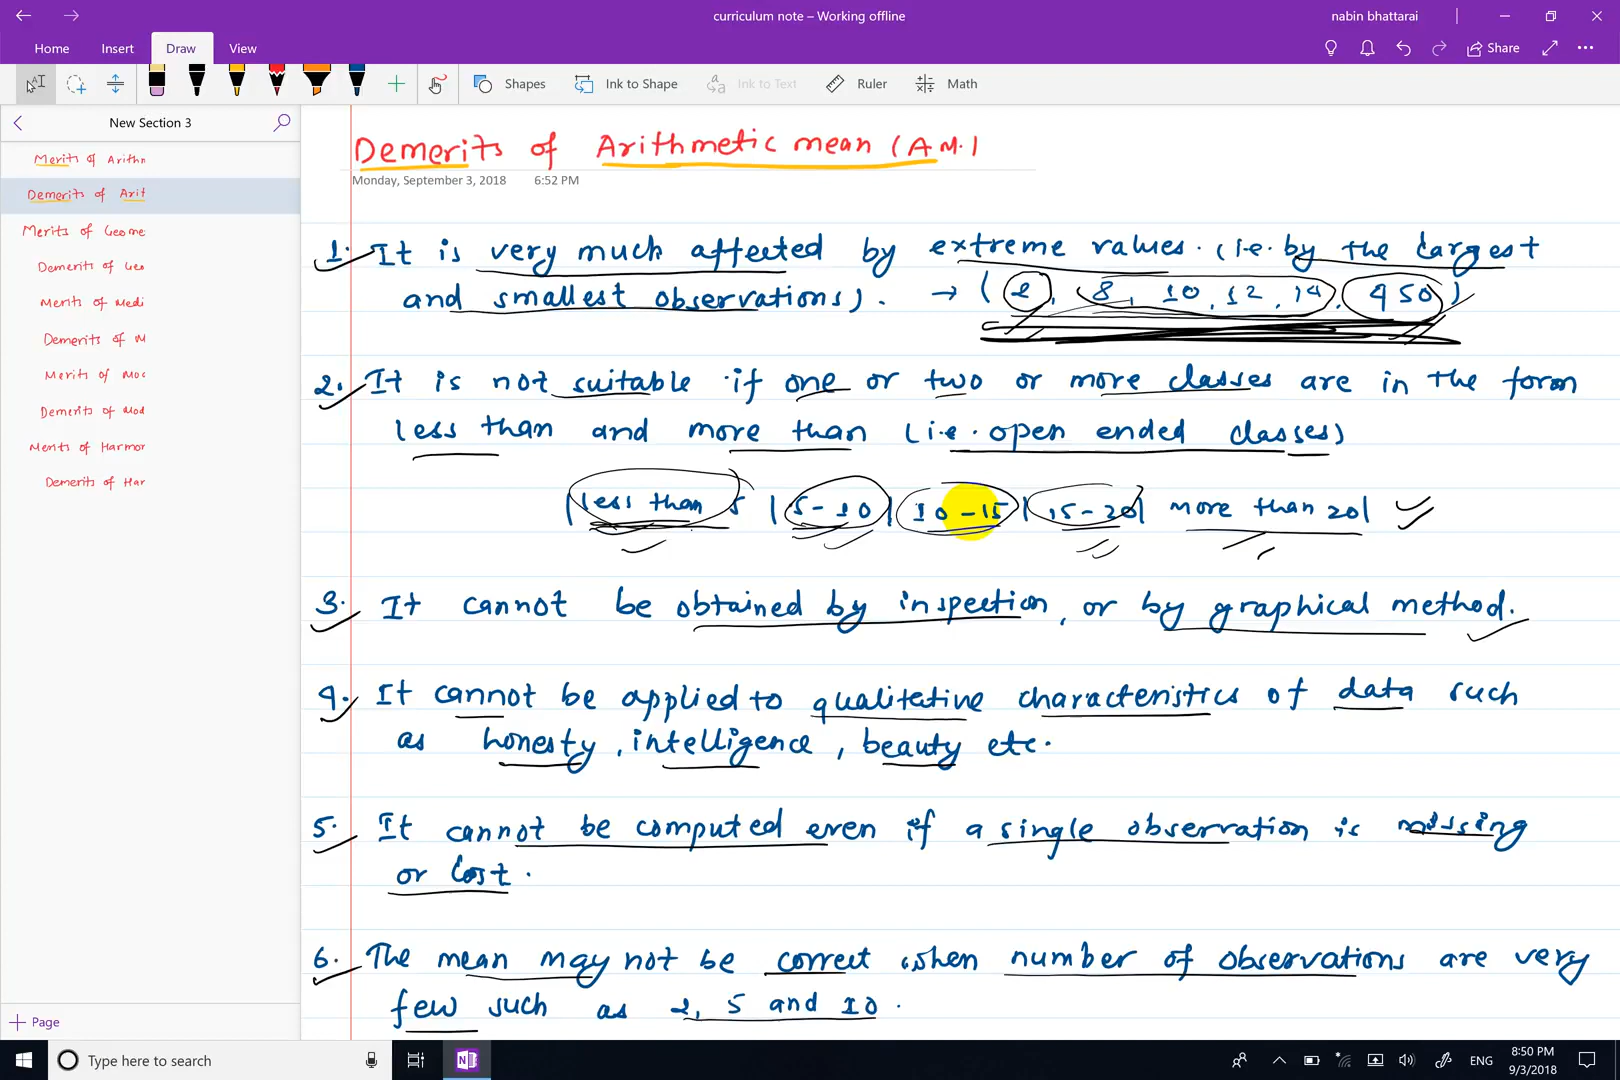 curriculum note – Working offline
nabin bhattarai
Home
Insert
Draw
View
Share
Shapes
Ink to Shape
Ink to Text
Ruler
Math
New Section 3
Merits of Arithm
Demerits of Arit
Merits of Geome
Demerits of Geo
Merits of Medi
Demerits of M
Merits of Moc
Demerits of Mod
Merits of Harmor
Demerits of Har
Page
Demerits of Arithmetic mean (A.M.)
Monday, September 3, 2018 6:52 PM
1. It is very much affected by extreme values. (i.e. by the largest
and smallest observations). → (2, 8, 10, 12, 14, 450)
2. It is not suitable if one or two or more classes are in the form
less than and more than (i.e. open ended classes)
|less than 5 | 5-10 | 10-15 | 15-20| more than 20|
3. It cannot be obtained by inspection, or by graphical method.
4. It cannot be applied to qualitative characteristics of data such
as honesty, intelligence, beauty etc.
5. It cannot be computed even if a single observation is missing
or lost.
6. The mean may not be correct when number of observations are very
few such as 2, 5 and 10.
Type here to search
ENG
8:50 PM
9/3/2018